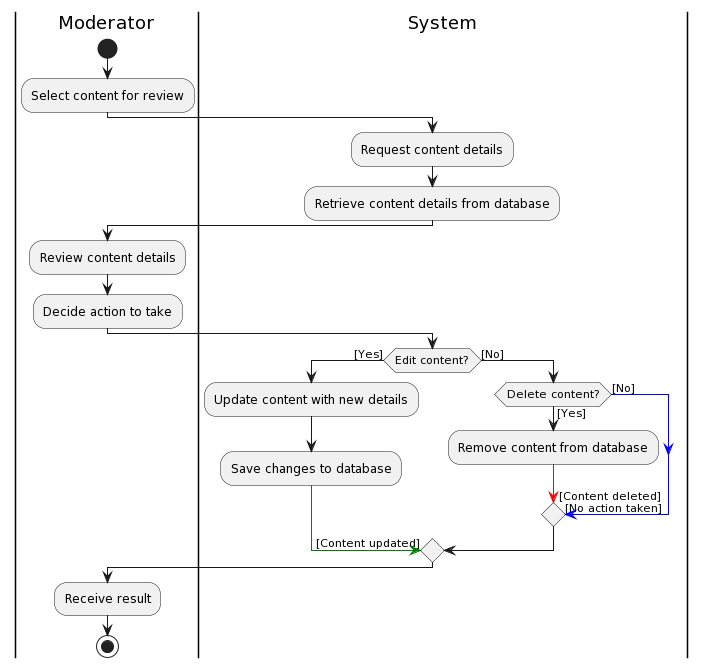 Moderator
System
Select content for review
Request content details
Retrieve content details from database
Review content details
Decide action to take
[Yes]
Edit content?
[No]
Update content with new details
Delete content?
[No]
[Yes]
Save changes to database
Remove content from database
[Content deleted]
[No action taken]
[Content updated]
Receive result